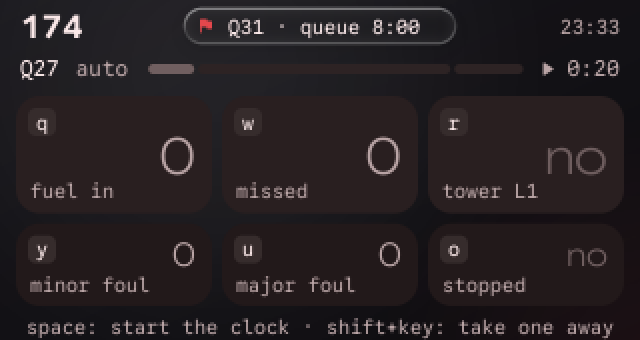 174
Q31 · queue 8:00
23:33
Q27 auto
0:20
q
0
fuel in
w
0
missed
r
no
tower L1
y
0
minor foul
u
0
major foul
o
no
stopped
space: start the clock · shift+key: take one away